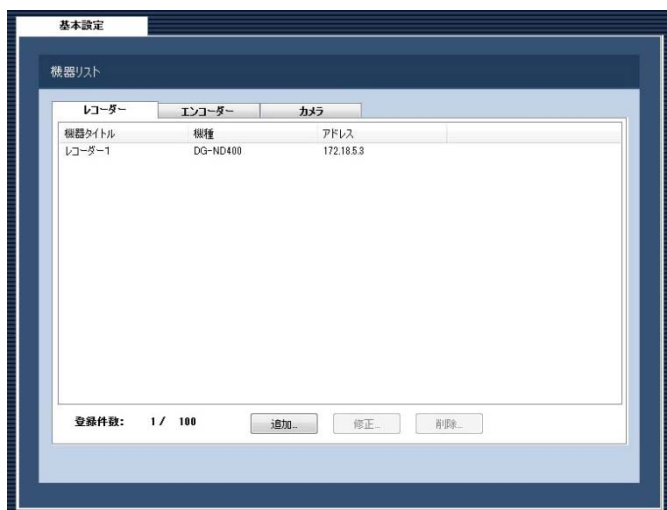 基本設定
機器リスト
レコーダー エンコーダー カメラ
機器タイトル 機種 アドレス
レコーダー1 DG-ND400 172.18.5.3
登録件数: 1 / 100 追加... 修正... 削除...